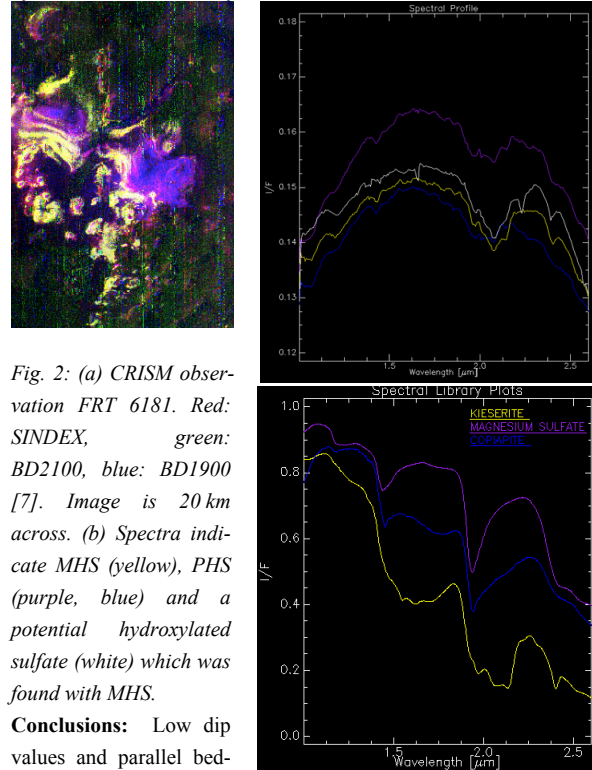 Spectral Profile
0.18
0.17
0.16
0.15
0.14
0.13
0.12
I/F
1.5
2.0
2.5
Wavelength [μm]
Fig. 2: (a) CRISM obser-
vation FRT 6181. Red:
SINDEX, green:
BD2100, blue: BD1900
[7]. Image is 20 km
across. (b) Spectra indi-
cate MHS (yellow), PHS
(purple, blue) and a
potential hydroxylated
sulfate (white) which was
found with MHS.
Conclusions: Low dip
values and parallel bed-
Spectral Library Plots
KIESERITE
MAGNESIUM SULFATE
COPIAPITE
1.0
0.8
0.6
0.4
0.2
0.0
I/F
1.5
2.0
2.5
Wavelength [μm]